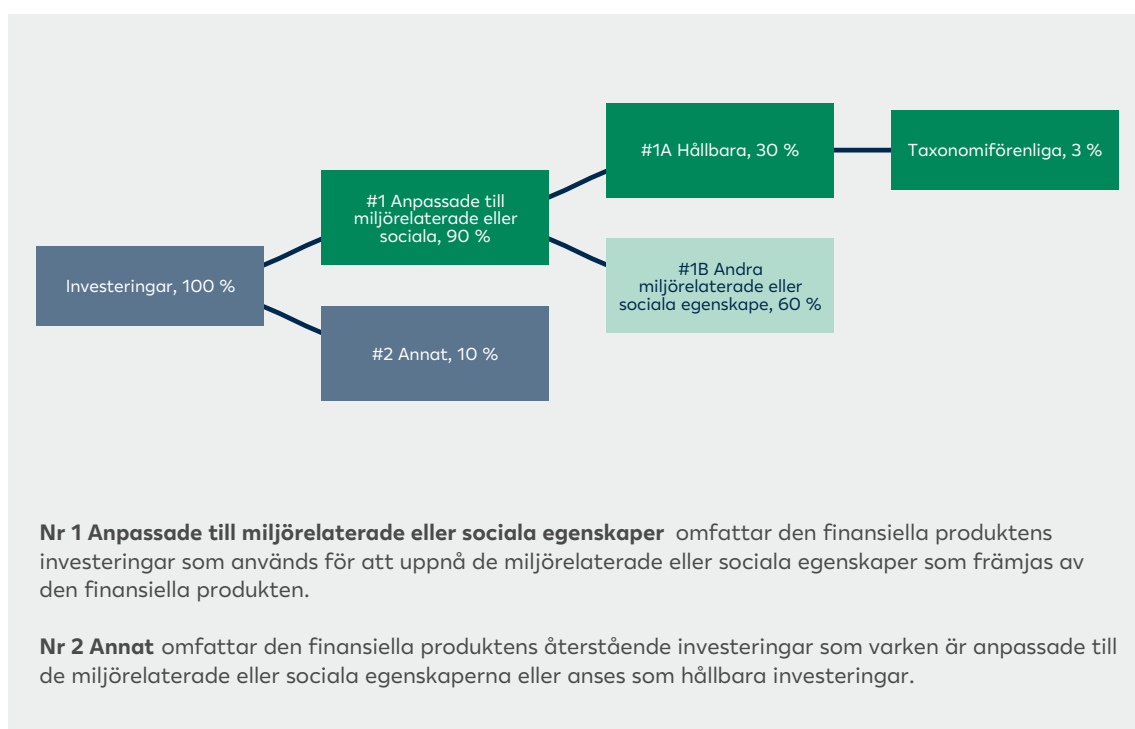 Investeringar, 100 %
#1 Anpassade till
miljörelaterade eller
sociala, 90 %
#2 Annat, 10 %
#1A Hållbara, 30 %
#1B Andra
miljörelaterade eller
sociala egenskape, 60 %
Taxonomiförenliga, 3 %
Nr 1 Anpassade till miljörelaterade eller sociala egenskaper omfattar den finansiella produktens
investeringar som används för att uppnå de miljörelaterade eller sociala egenskaper som främjas av
den finansiella produkten.
Nr 2 Annat omfattar den finansiella produktens återstående investeringar som varken är anpassade till
de miljörelaterade eller sociala egenskaperna eller anses som hållbara investeringar.